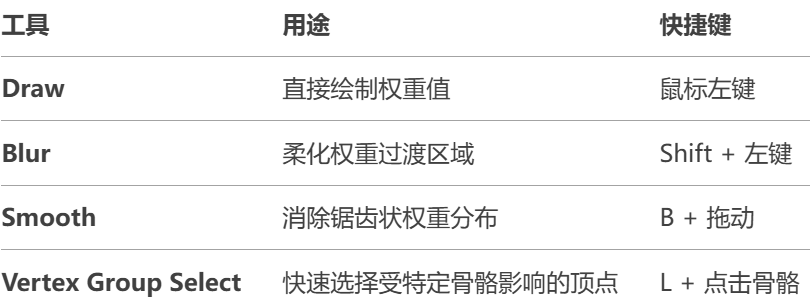 工具 用途 快捷键
Draw 直接绘制权重值 鼠标左键
Blur 柔化权重过渡区域 Shift + 左键
Smooth 消除锯齿状权重分布 B + 拖动
Vertex Group Select 快速选择受特定骨骼影响的顶点 L + 点击骨骼